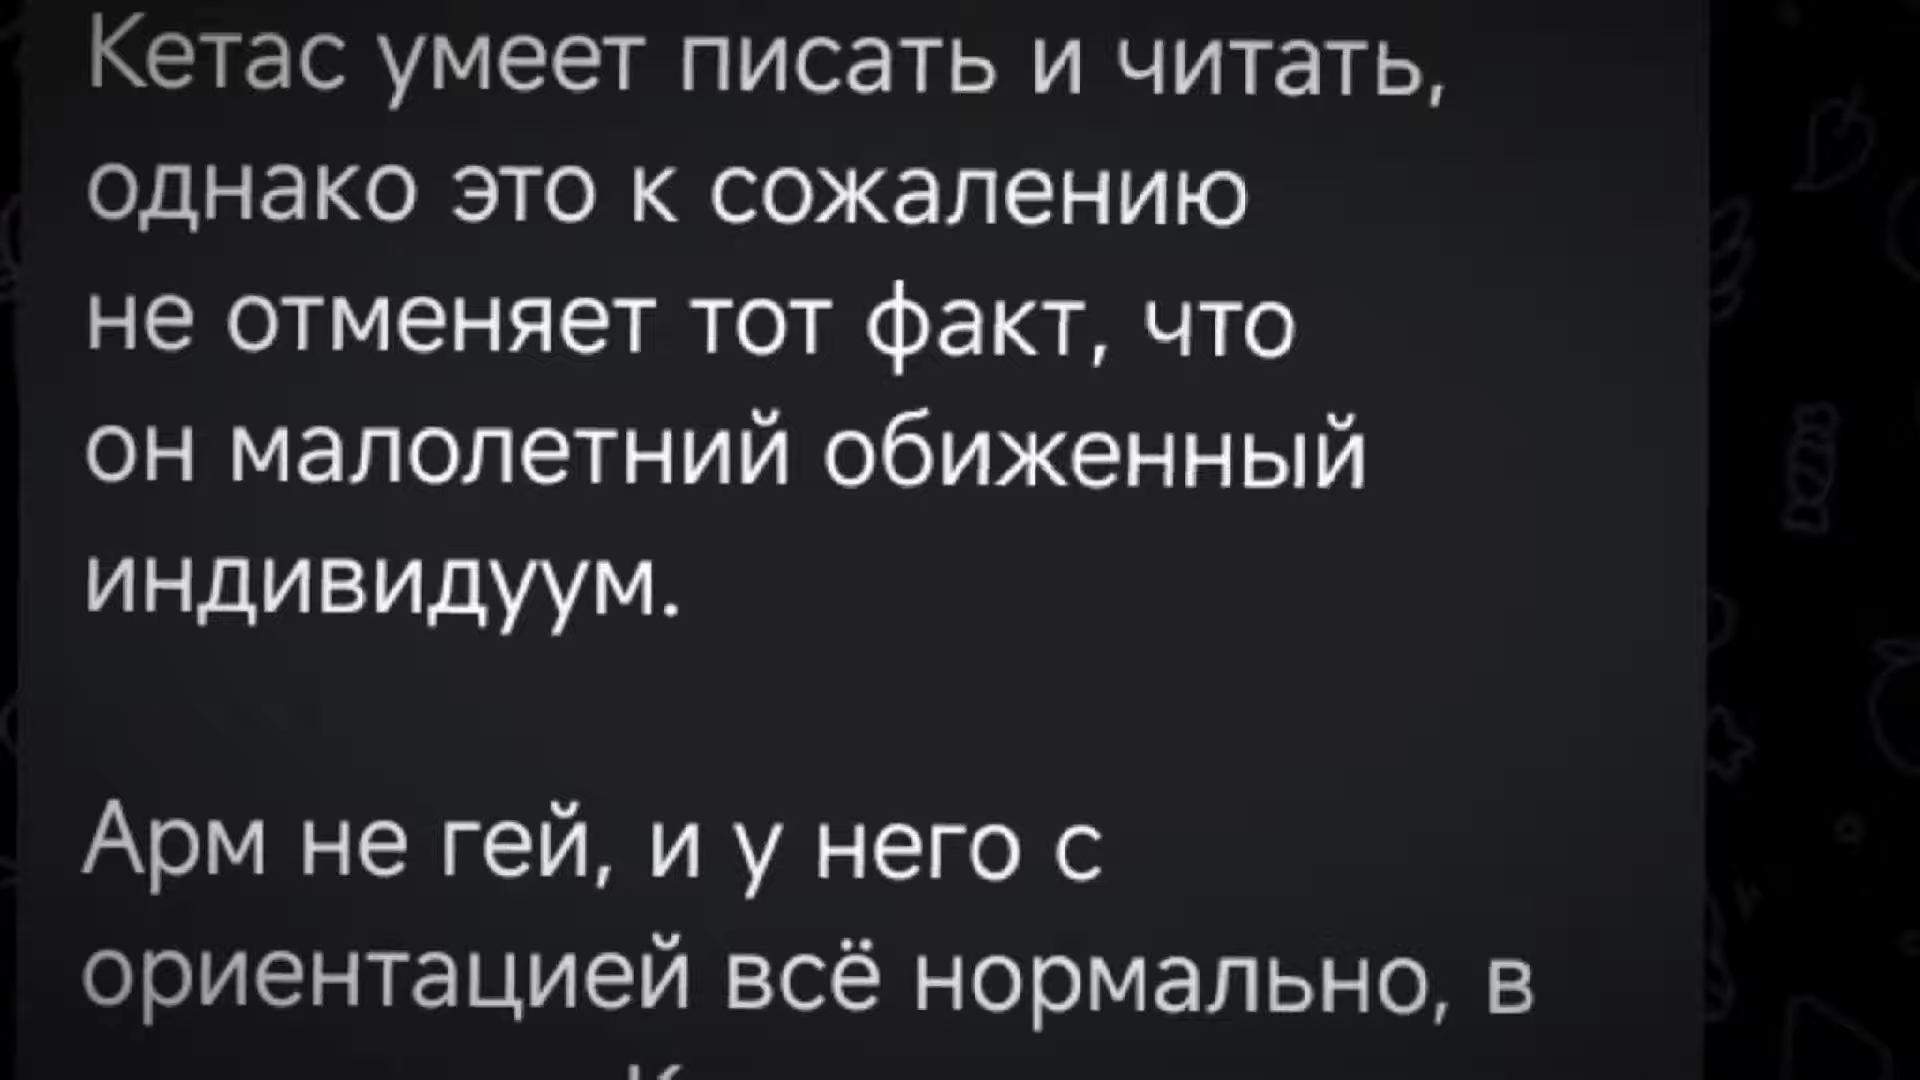 Кетас умеет писать и читать,
однако это к сожалению
не отменяет тот факт, что
он малолетний обиженный
индивидуум.
Арм не гей, и у него с
ориентацией всё нормально, в